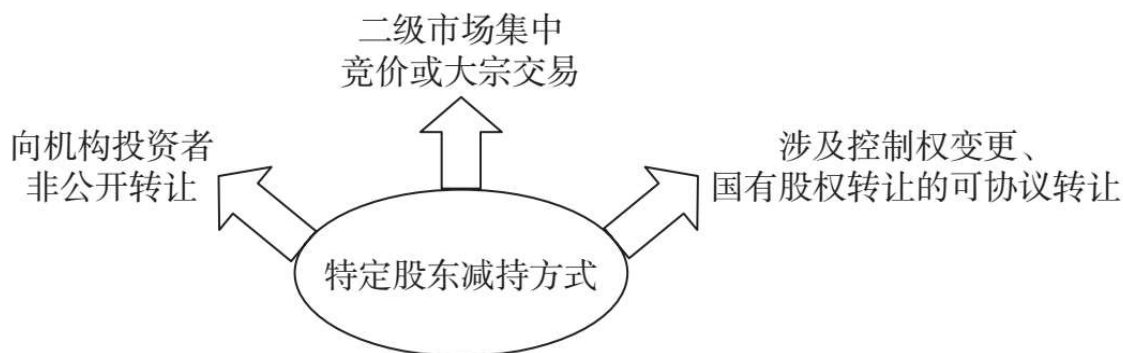 二级市场集中
竞价或大宗交易
向机构投资者
非公开转让
涉及控制权变更、
国有股权转让的可协议转让
特定股东减持方式